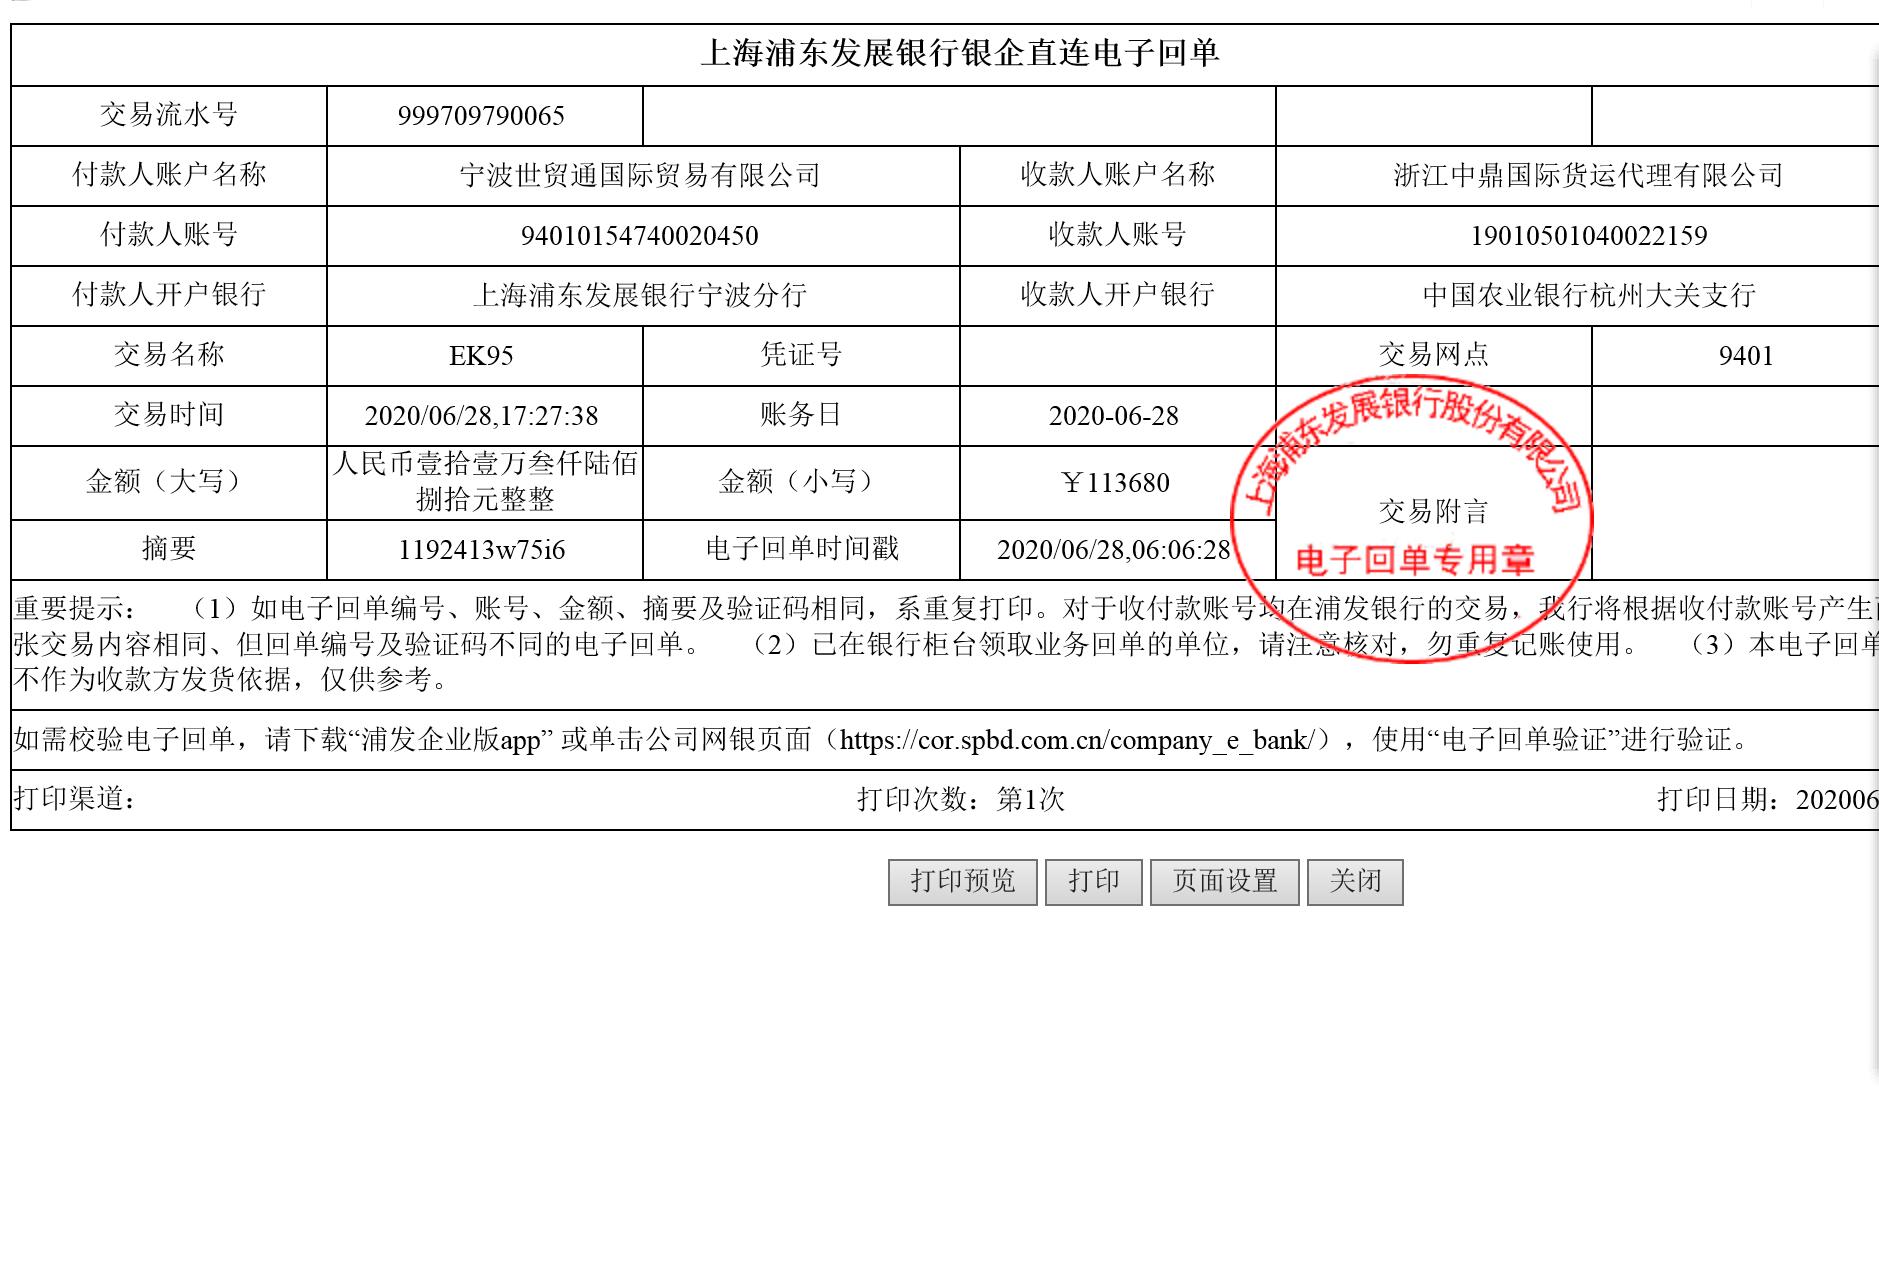 上海浦东发展银行银企直连电子回单
交易流水号 999709790065
付款人账户名称 宁波世贸通国际贸易有限公司 收款人账户名称 浙江中鼎国际货运代理有限公司
付款人账号 94010154740020450 收款人账号 19010501040022159
付款人开户银行 上海浦东发展银行宁波分行 收款人开户银行 中国农业银行杭州大关支行
交易名称 EK95 凭证号 交易网点 9401
交易时间 2020/06/28,17:27:38 账务日 2020-06-28
金额（大写） 人民币壹拾壹万叁仟陆佰
捌拾元整整 金额（小写） ￥113680
交易附言
摘要 1192413w75i6 电子回单时间戳 2020/06/28,06:06:28
上海浦东发展银行股份有限公司
电子回单专用章
重要提示： （1）如电子回单编号、账号、金额、摘要及验证码相同，系重复打印。对于收付款账号均在浦发银行的交易，我行将根据收付款账号产生
张交易内容相同、但回单编号及验证码不同的电子回单。 （2）已在银行柜台领取业务回单的单位，请注意核对，勿重复记账使用。 （3）本电子回单
不作为收款方发货依据，仅供参考。
如需校验电子回单，请下载“浦发企业版app” 或单击公司网银页面（https://cor.spbd.com.cn/company_e_bank/），使用“电子回单验证”进行验证。
打印渠道： 打印次数：第1次 打印日期：202006
打印预览 打印 页面设置 关闭